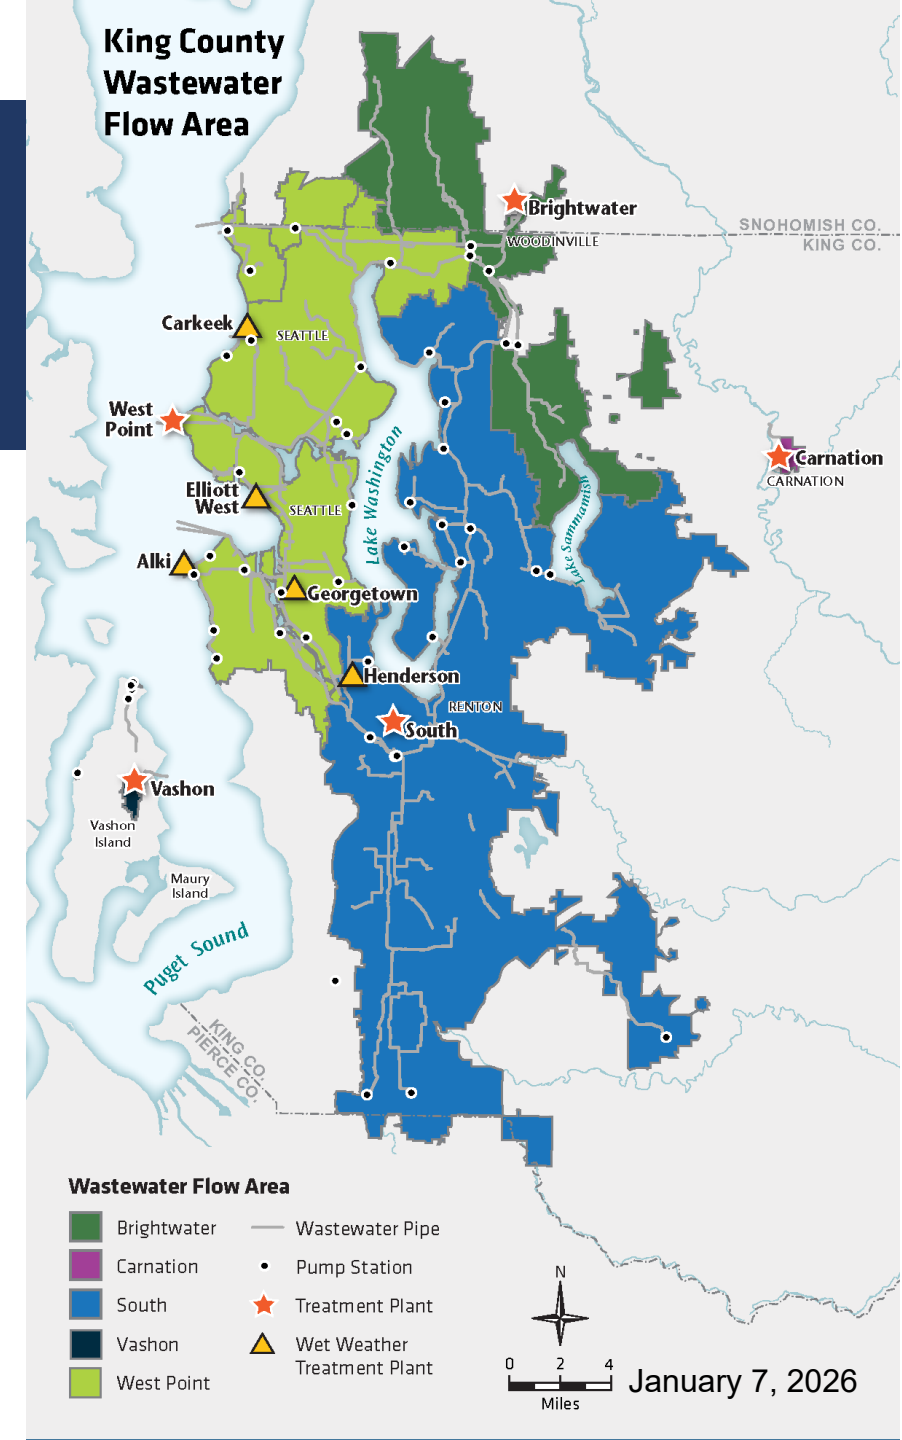 King County
Wastewater
Flow Area
Brightwater
SNOHOMISH CO.
KING CO.
WOODINVILLE
Carkeek
SEATTLE
West
Point
Lake Washington
Carnation
CARNATION
Elliott
West
SEATTLE
Lake Sammamish
Alki
Georgetown
Henderson
RENTON
South
Vashon
Vashon
Island
Maury
Island
Puget Sound
KING CO.
PIERCE CO.
Wastewater Flow Area
Brightwater
Carnation
South
Vashon
West Point
Wastewater Pipe
Pump Station
Treatment Plant
Wet Weather
Treatment Plant
N
0 2 4
Miles
January 7, 2026